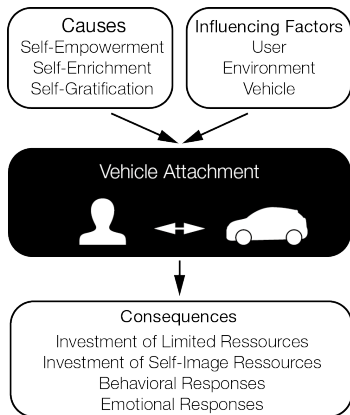 Causes
Self-Empowerment
Self-Enrichment
Self-Gratification
Influencing Factors
User
Environment
Vehicle
Vehicle Attachment
Consequences
Investment of Limited Ressources
Investment of Self-Image Ressources
Behavioral Responses
Emotional Responses